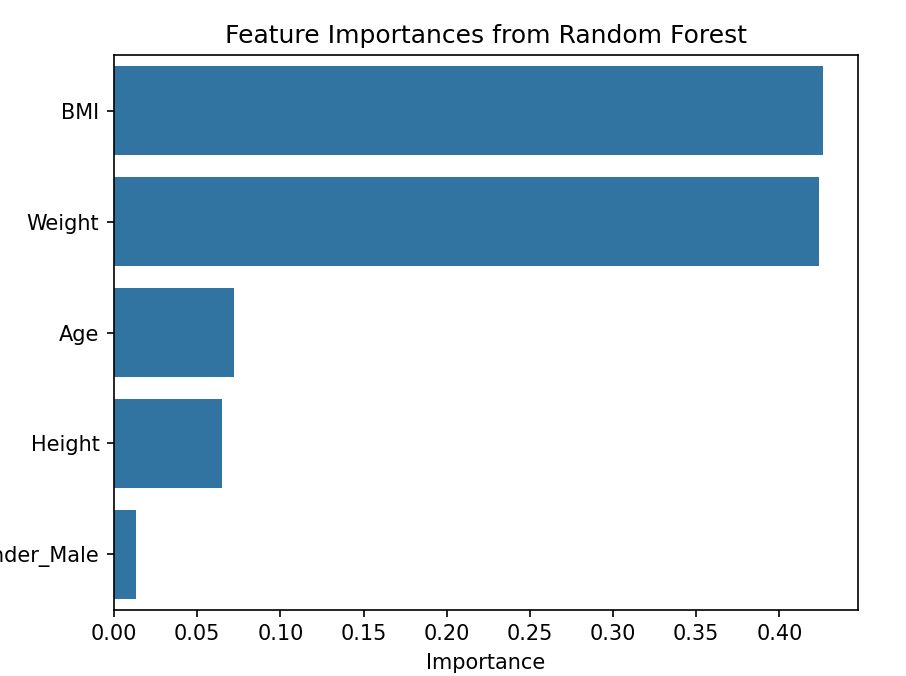 Feature Importances from Random Forest
BMI
Weight
Age
Height
nder_Male
0.00 0.05 0.10 0.15 0.20 0.25 0.30 0.35 0.40
Importance